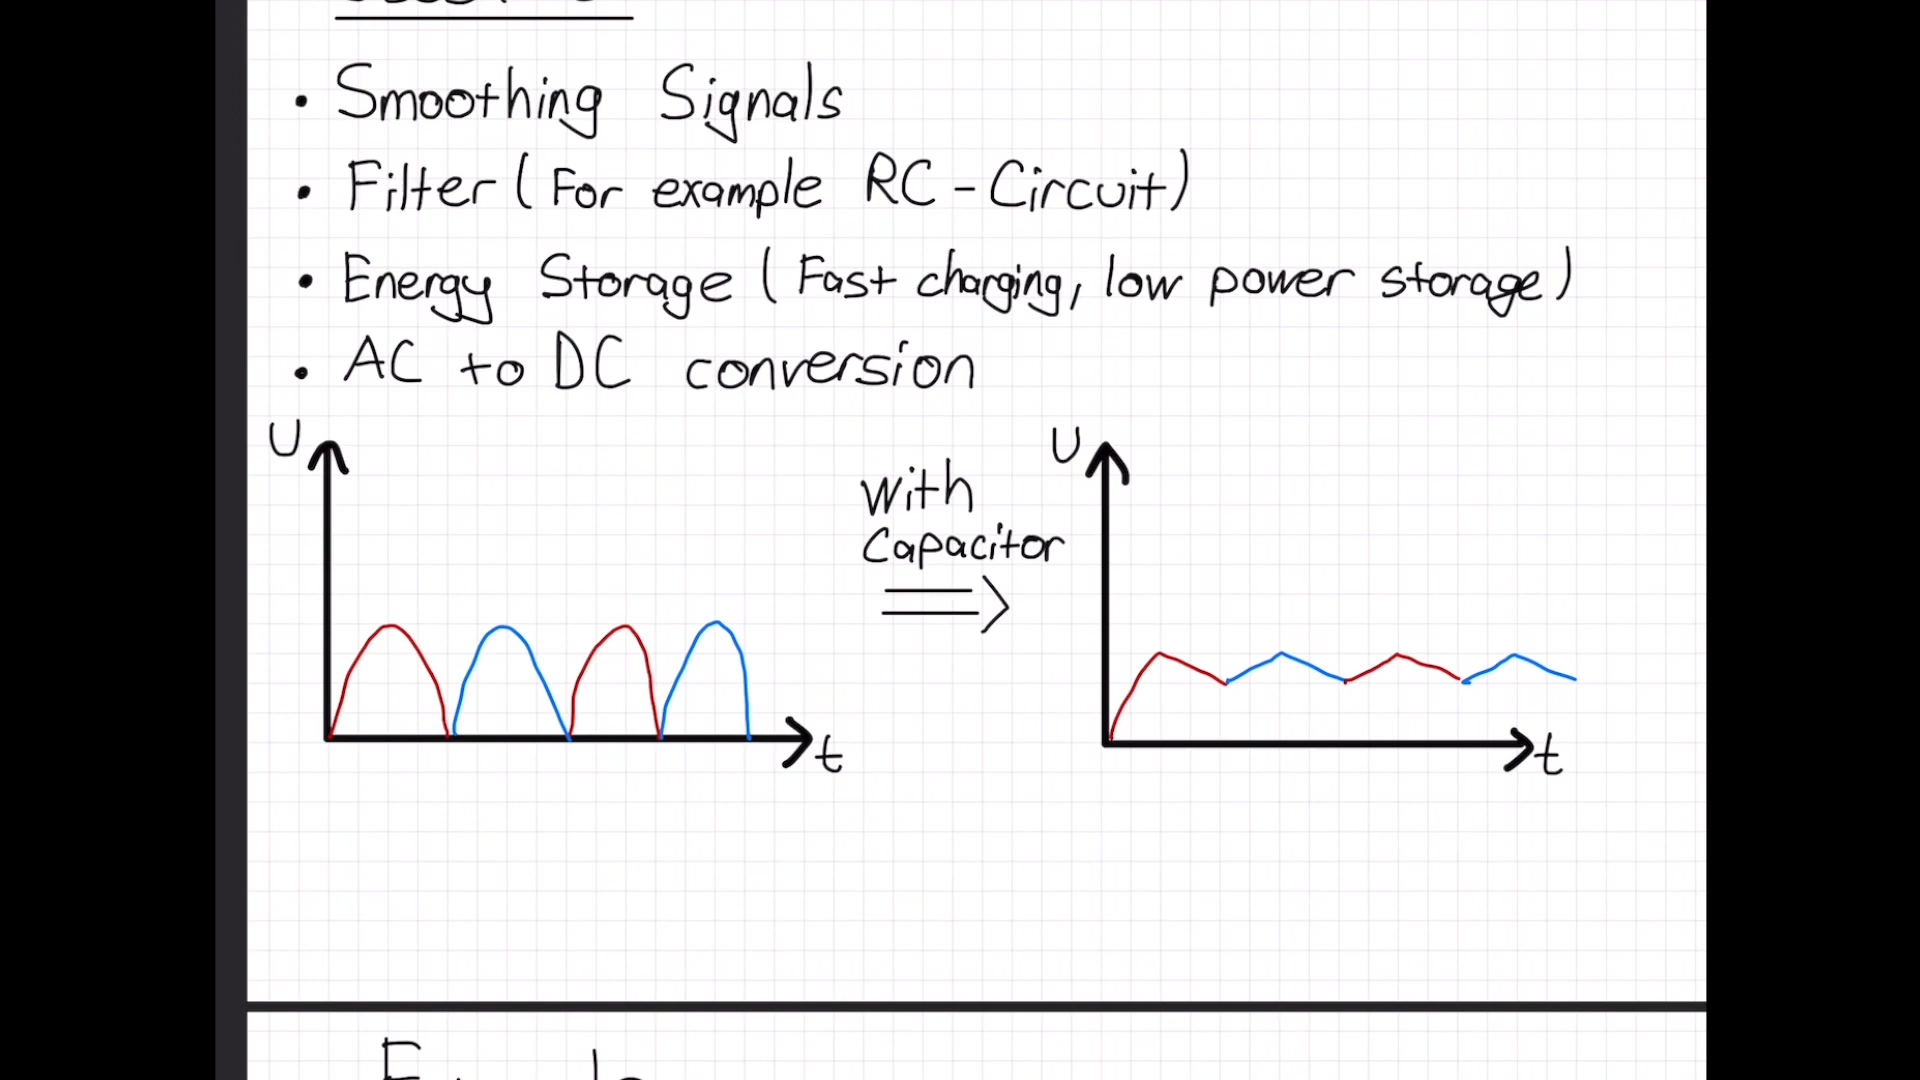 • Smoothing Signals
• Filter (For example RC-Circuit)
• Energy Storage (Fast charging, low power storage)
• AC to DC conversion
U
with
Capacitor
U
t
t